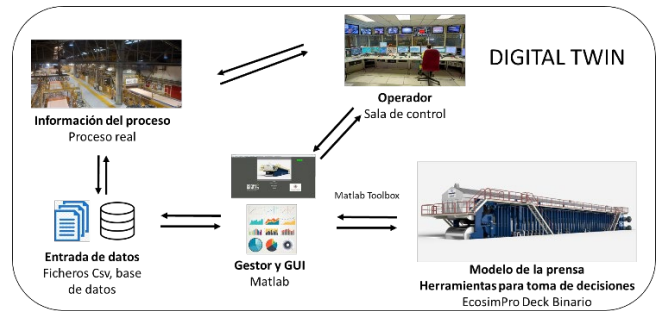 DIGITAL TWIN
Información del proceso
Proceso real
Operador
Sala de control
Matlab Toolbox
Entrada de datos
Ficheros Csv, base
de datos
Gestor y GUI
Matlab
Modelo de la prensa
Herramientas para toma de decisiones
EcosimPro Deck Binario